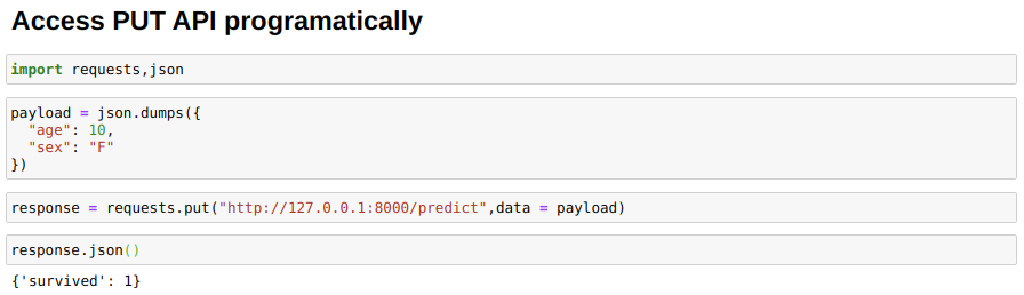 Access PUT API programatically
import requests,json
payload = json.dumps({
  "age": 10,
  "sex": "F"
})
response = requests.put("http://127.0.0.1:8000/predict",data = payload)
response.json()
{'survived': 1}